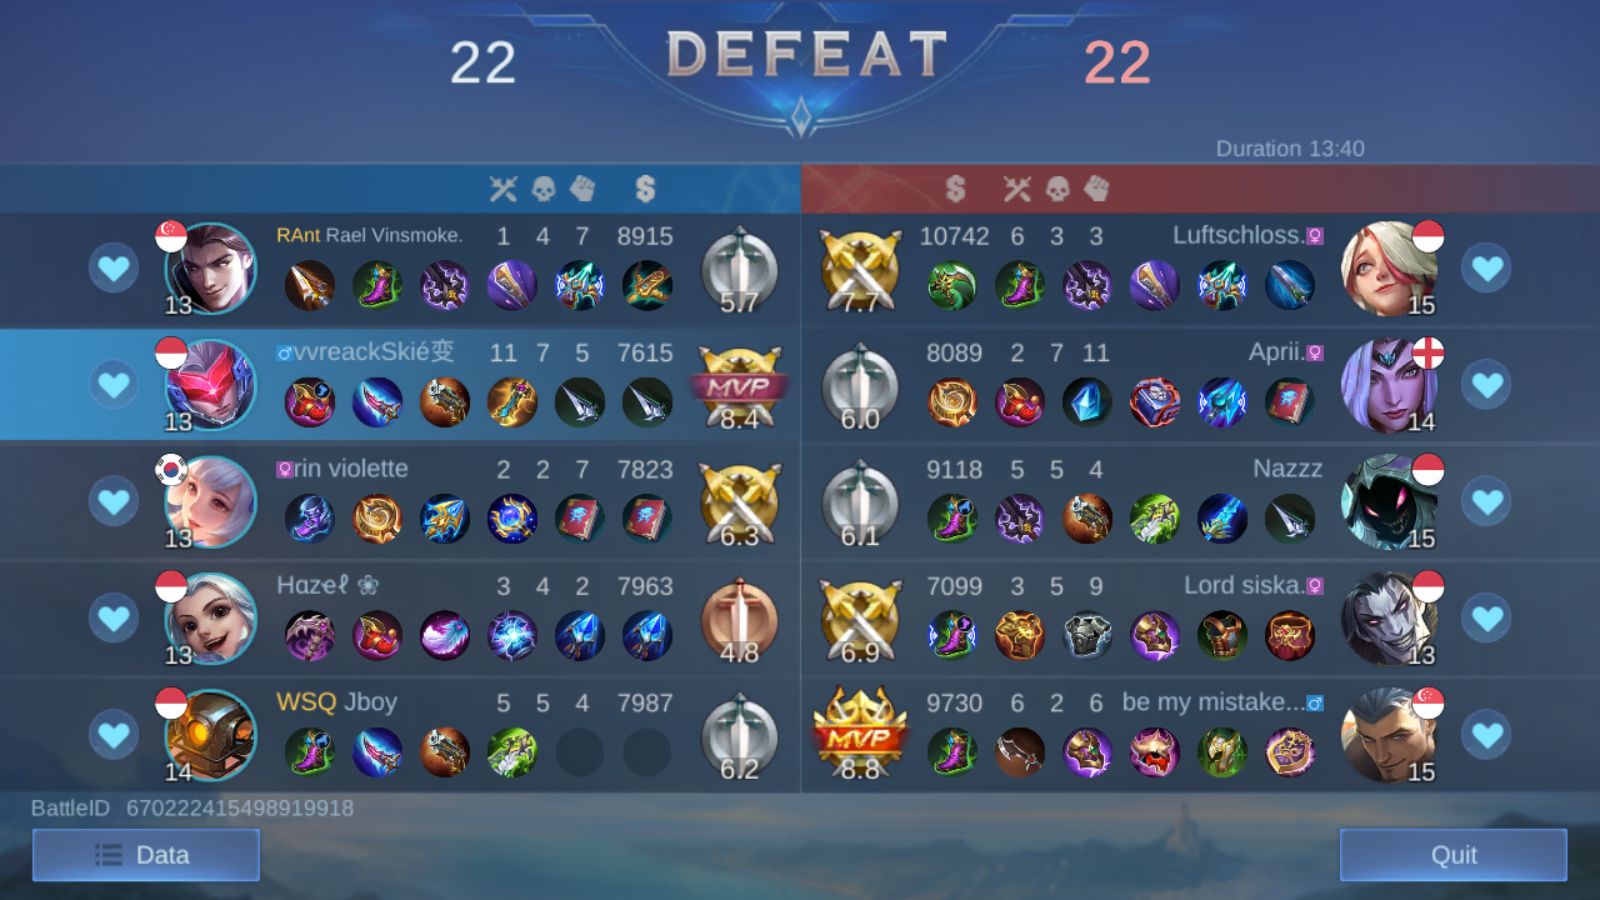 22 DEFEAT 22
Duration 13:40
RAnt Rael Vinsmoke. 1 4 7 8915
13 5.7
7.7 10742 6 3 3 Luftschloss.♀
15
♂vvreackSkié变 11 7 5 7615
13 MVP 8.4
6.0 8089 2 7 11 Aprii.♀
14
♀rin violette 2 2 7 7823
13 6.3
6.1 9118 5 5 4 Nazzz
15
Hɑzeℓ ❀ 3 4 2 7963
13 4.8
6.9 7099 3 5 9 Lord siska.♀
13
WSQ Jboy 5 5 4 7987
14 6.2
MVP 8.8 9730 6 2 6 be my mistake...♂
15
BattleID 670222415498919918
Data
Quit